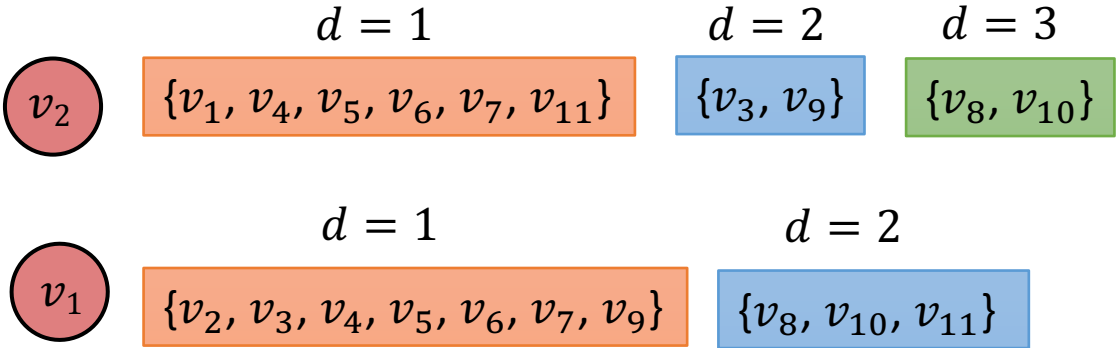 d = 1 d = 2 d = 3
v₂ {v₁, v₄, v₅, v₆, v₇, v₁₁} {v₃, v₉} {v₈, v₁₀}
d = 1 d = 2
v₁ {v₂, v₃, v₄, v₅, v₆, v₇, v₉} {v₈, v₁₀, v₁₁}